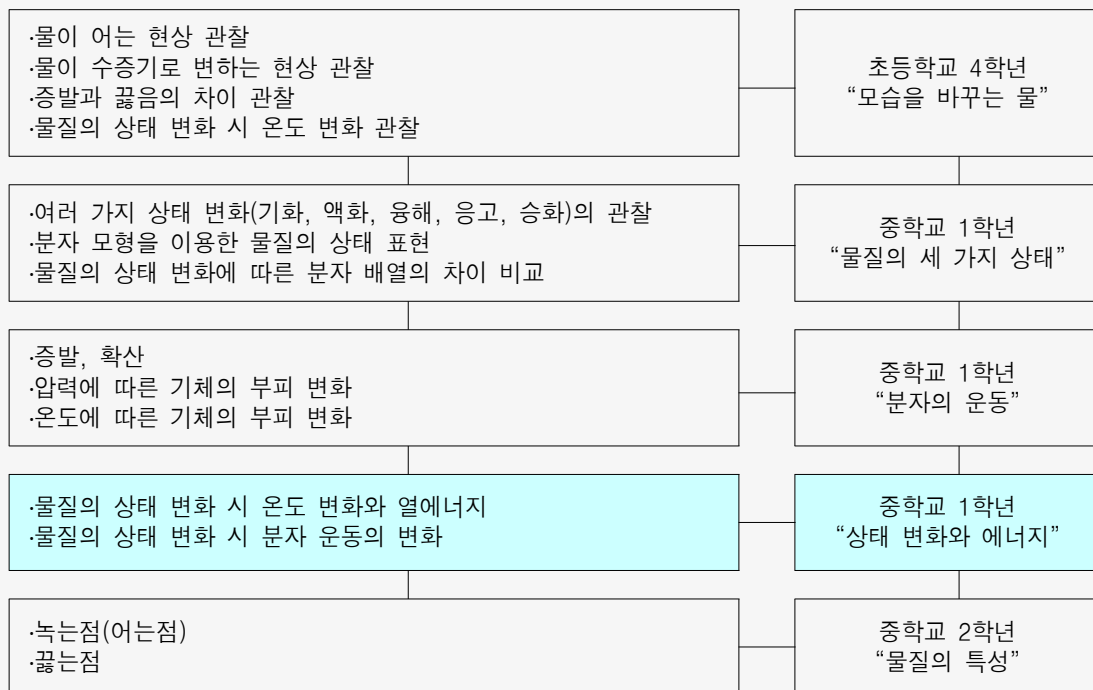 ·물이 어는 현상 관찰
·물이 수증기로 변하는 현상 관찰
·증발과 끓음의 차이 관찰
·물질의 상태 변화 시 온도 변화 관찰
초등학교 4학년
“모습을 바꾸는 물”
·여러 가지 상태 변화(기화, 액화, 융해, 응고, 승화)의 관찰
·분자 모형을 이용한 물질의 상태 표현
·물질의 상태 변화에 따른 분자 배열의 차이 비교
중학교 1학년
“물질의 세 가지 상태”
·증발, 확산
·압력에 따른 기체의 부피 변화
·온도에 따른 기체의 부피 변화
중학교 1학년
“분자의 운동”
·물질의 상태 변화 시 온도 변화와 열에너지
·물질의 상태 변화 시 분자 운동의 변화
중학교 1학년
“상태 변화와 에너지”
·녹는점(어는점)
·끓는점
중학교 2학년
“물질의 특성”